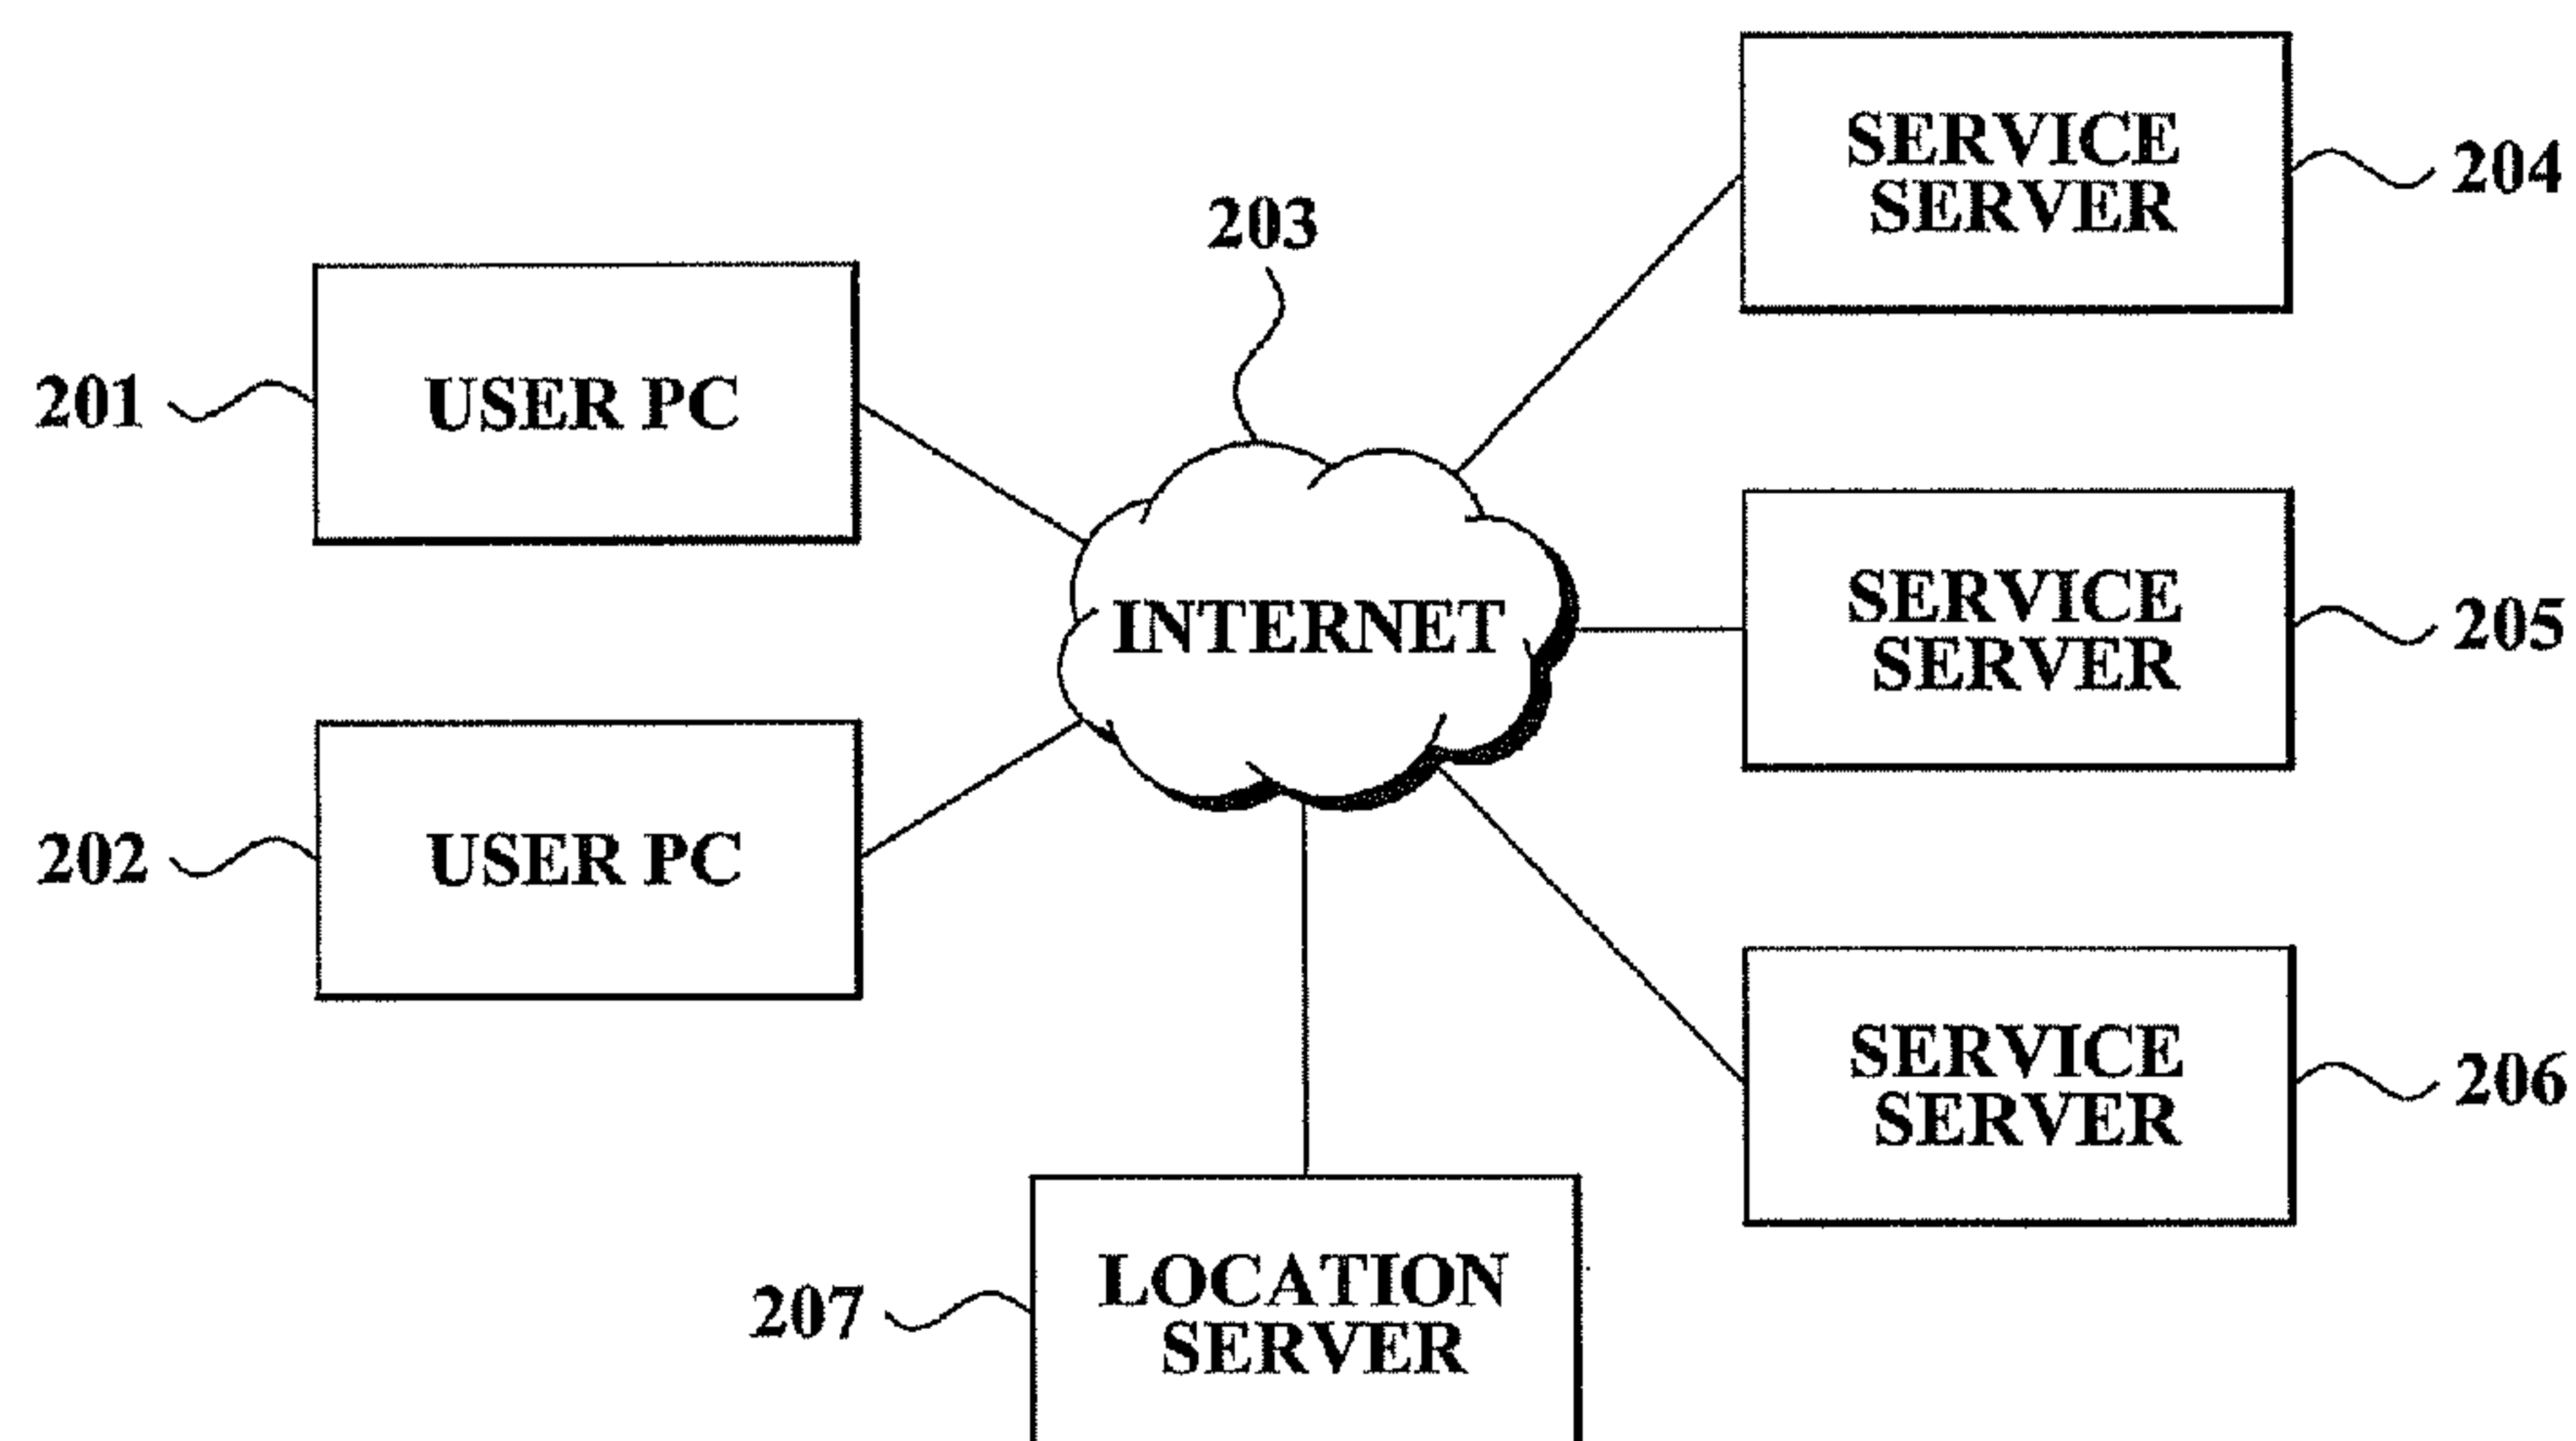 SERVICE
SERVER
204
203
USER PC
201
INTERNET
SERVICE
SERVER
205
USER PC
202
SERVICE
SERVER
206
LOCATION
SERVER
207